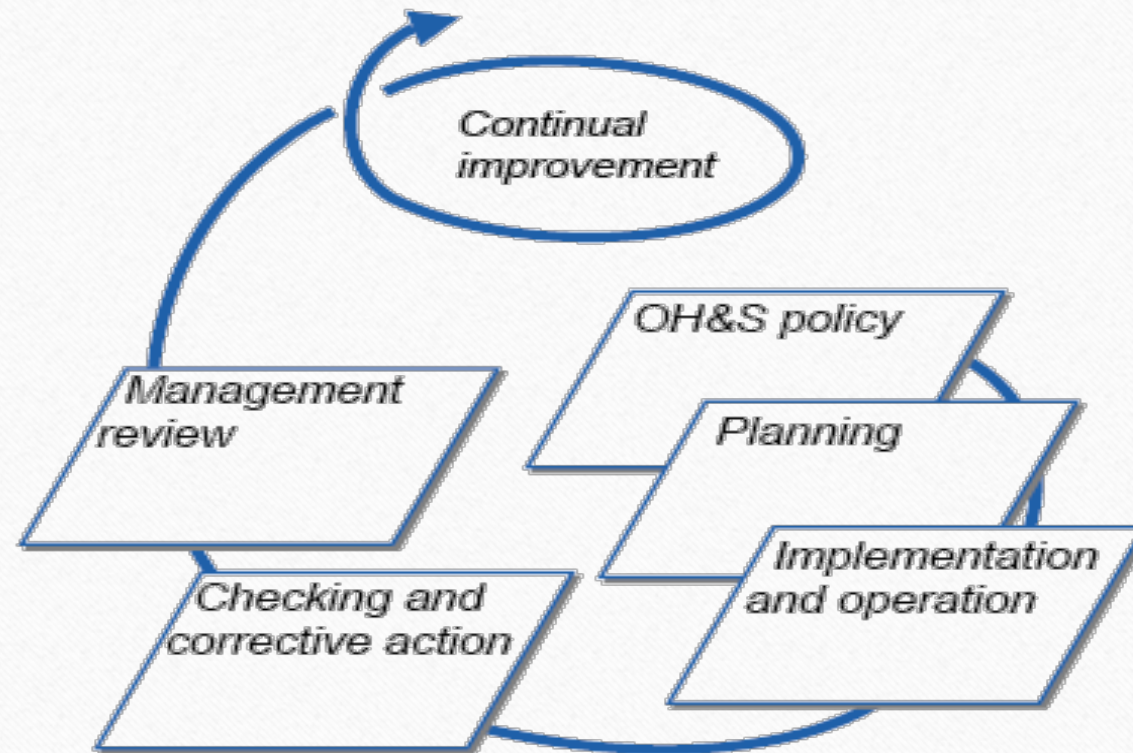 Continual
improvement
OH&S policy
Management
review
Planning
Implementation
and operation
Checking and
corrective action